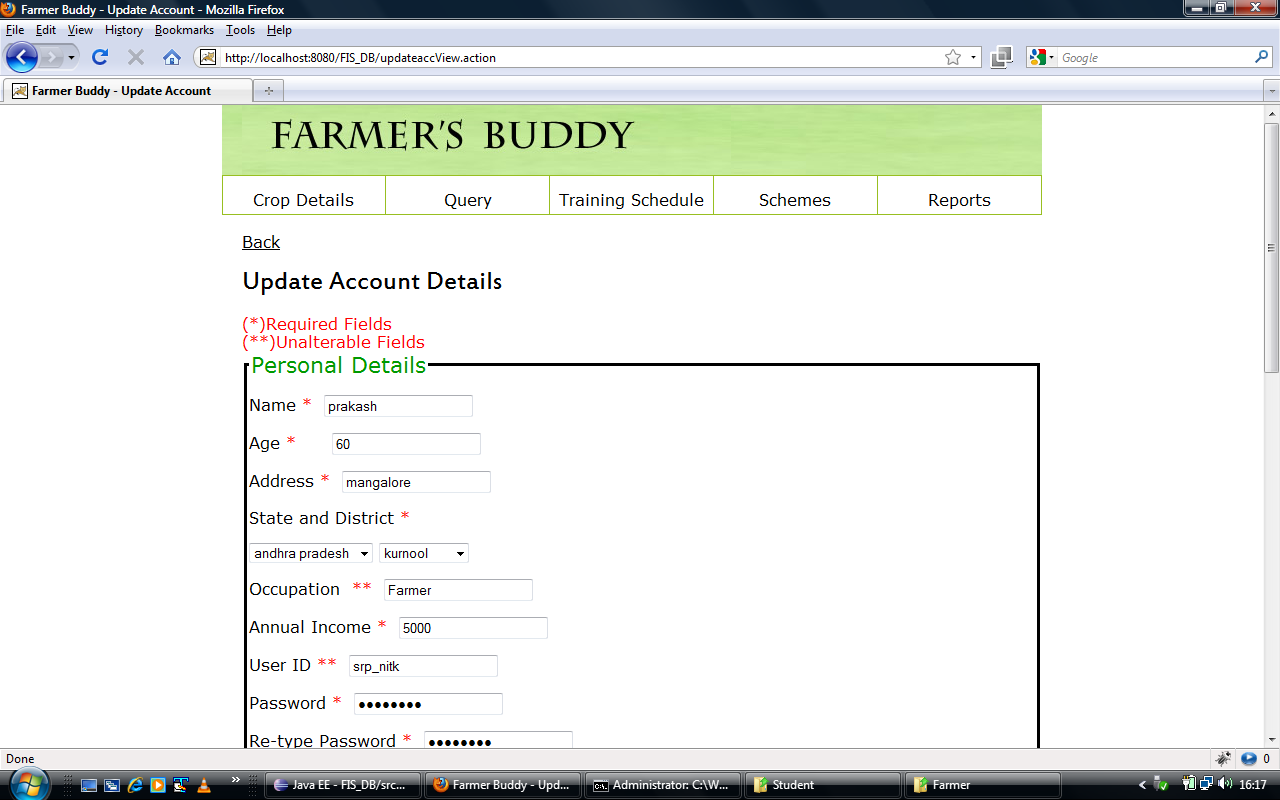 Farmer Buddy - Update Account - Mozilla Firefox
File Edit View History Bookmarks Tools Help
http://localhost:8080/FIS_DB/updateaccView.action
Google
Farmer Buddy - Update Account
FARMER'S BUDDY
Crop Details Query Training Schedule Schemes Reports
Back
Update Account Details
(*)Required Fields
(**)Unalterable Fields
Personal Details
Name * prakash
Age * 60
Address * mangalore
State and District *
andhra pradesh kurnool
Occupation ** Farmer
Annual Income * 5000
User ID ** srp_nitk
Password * ••••••••
Re-type Password * ••••••••
Done 0
Java EE - FIS_DB/src... Farmer Buddy - Upd... Administrator: C:\W... Student Farmer 16:17